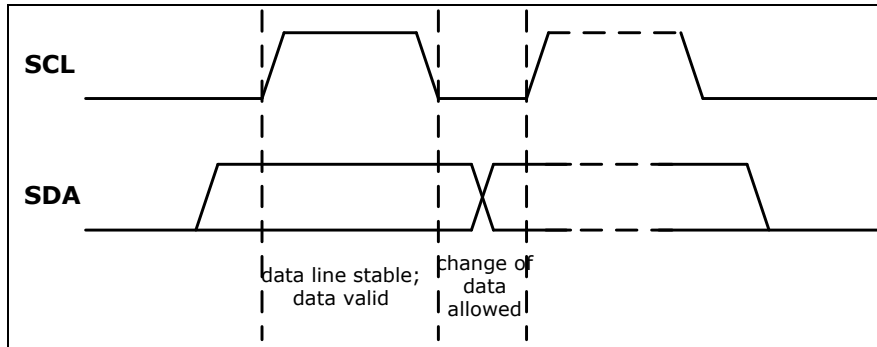 SCL
SDA
data line stable;
data valid
change of
data
allowed